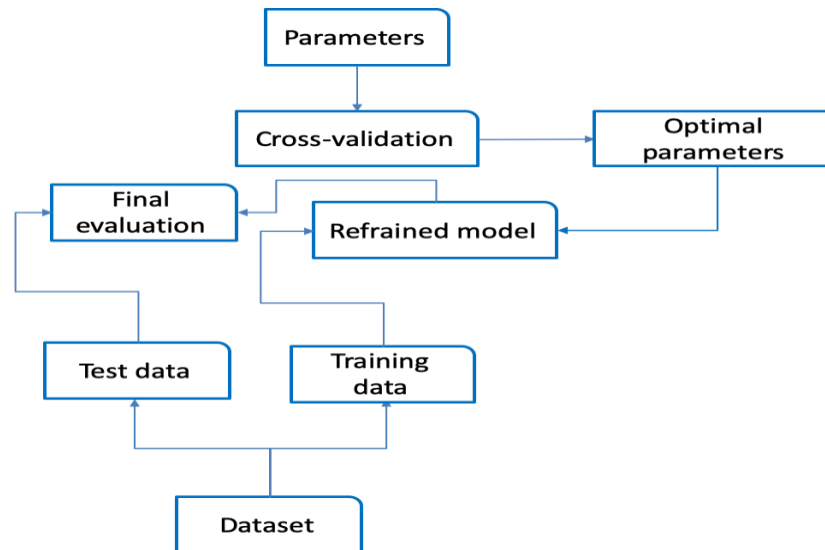 Parameters
Cross-validation
Optimal
parameters
Final
evaluation
Refrained model
Test data
Training
data
Dataset